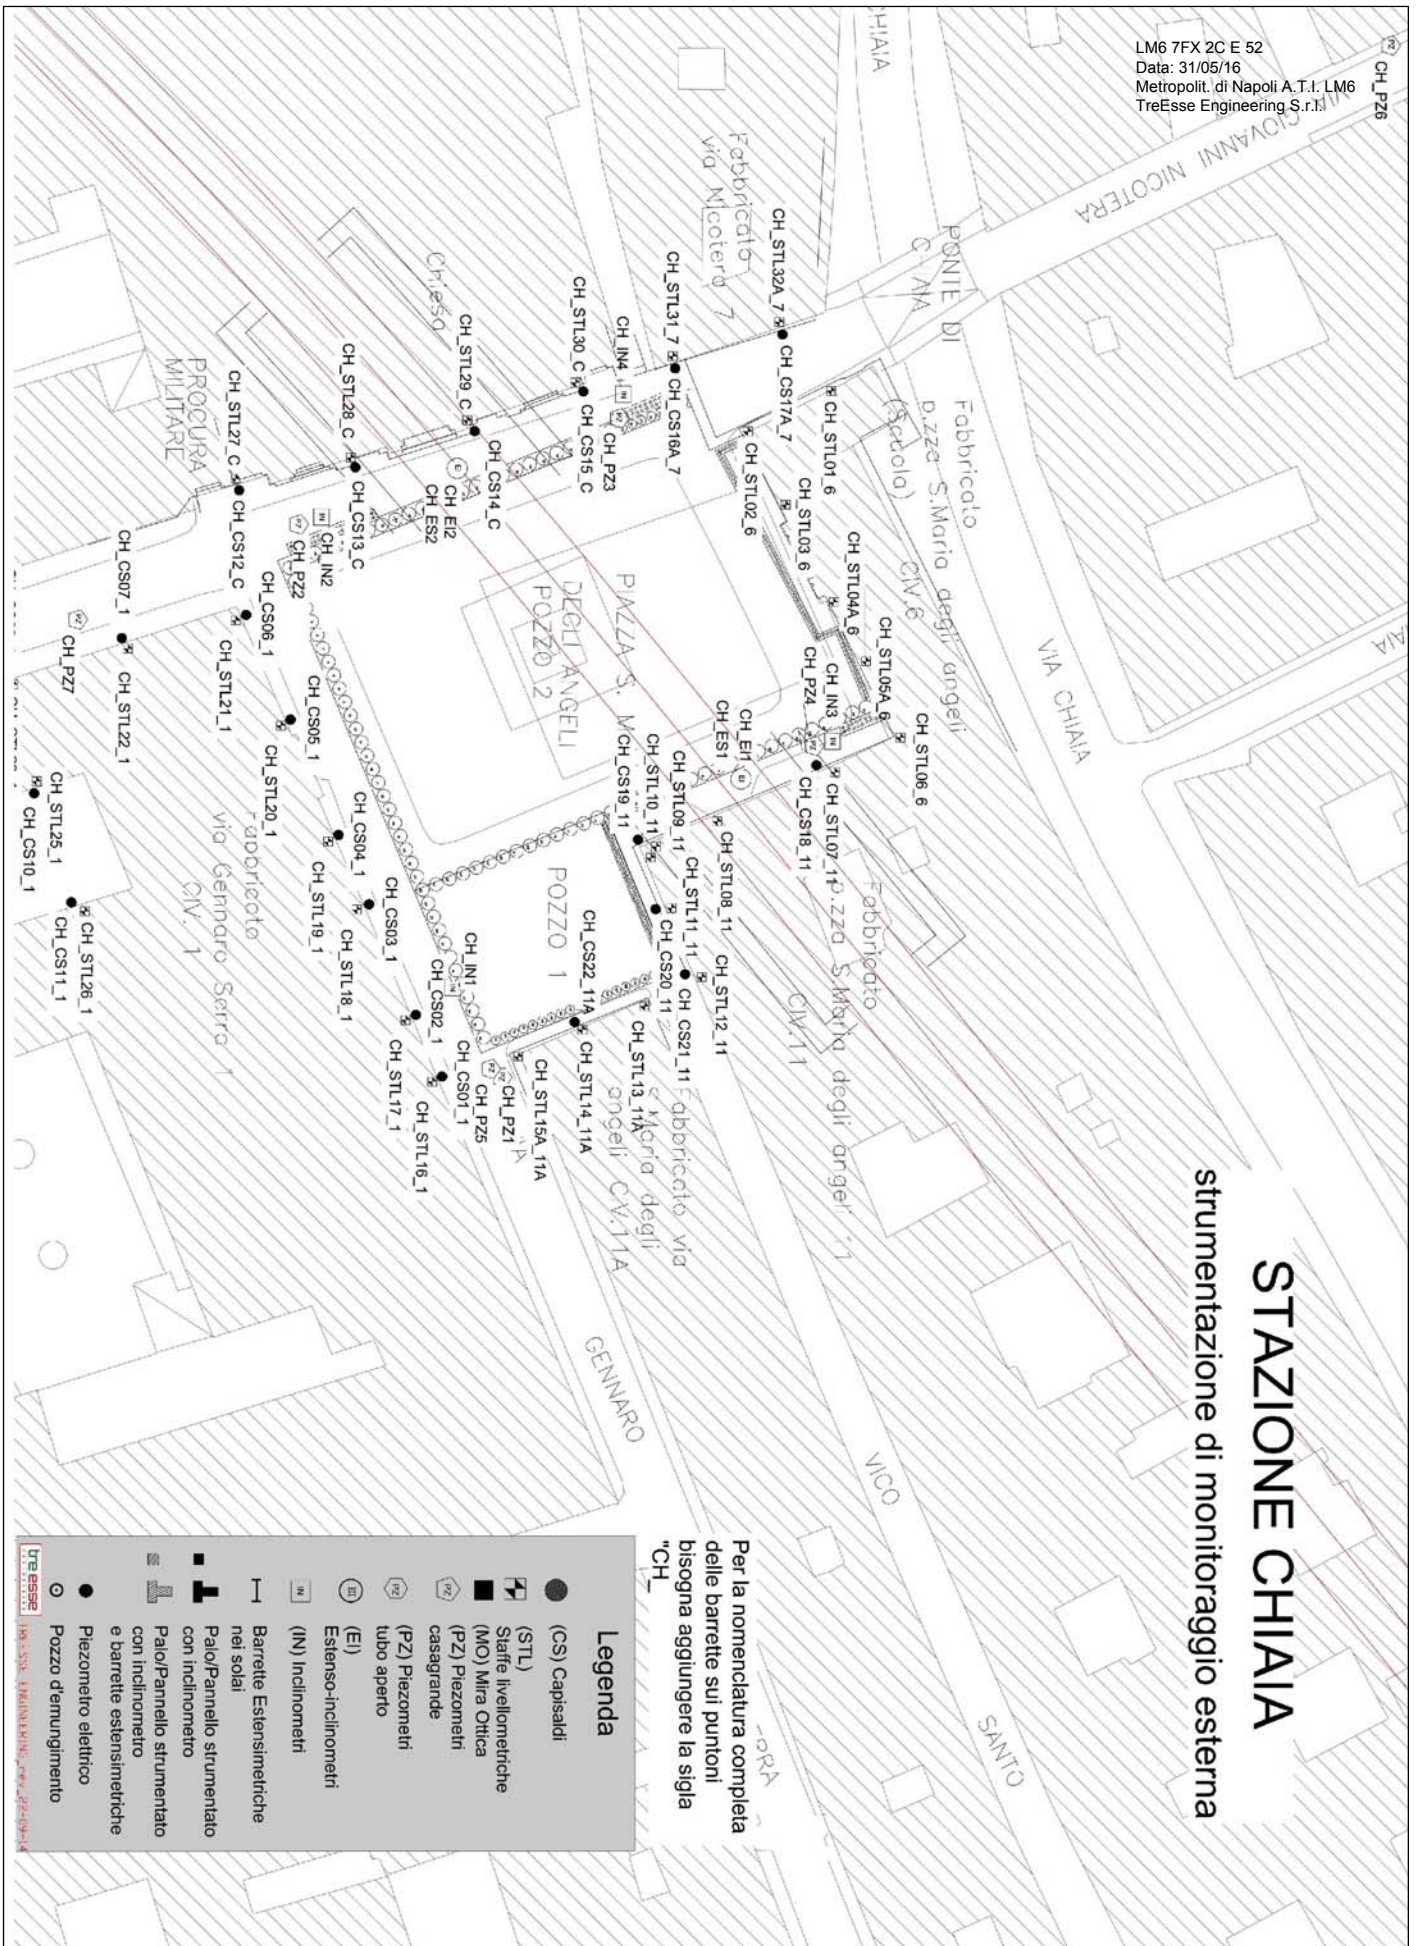 LM6 7FX 2C E 52
Data: 31/05/16
Metropolit. di Napoli A.T.I. LM6
TreEsse Engineering S.r.l.
STAZIONE CHIAIA
strumentazione di monitoraggio esterna
CH_PZ6
VIA GIOVANNI NICOTERA
CHIAIA
PONTE DI
VIA CHIAIA
Fabbricato
via Nicotera 7
Fabbricato
p.zza S.Maria degli angeli
(Scuola) CIV.6
CH_STL32A_7
CH_CS17A_7
CH_STL31_7
CH_CS16A_7
CH_IN4
CH_PZ3
CH_STL30_C
CH_CS15_C
CH_STL29_C
CH_CS14_C
CH_EI2
CH_ES2
CH_STL28_C
CH_CS13_C
CH_IN2
CH_PZ2
CH_STL27_C
CH_CS12_C
Chiesa
PROCURA
MILITARE
CH_STL01_6
CH_STL02_6
CH_STL03_6
CH_STL04A_6
CH_STL05A_6
CH_STL06_6
CH_IN3
CH_PZ4
CH_EI1
CH_ES1
CH_STL07_11
CH_CS18_11
CH_STL08_11
CH_STL09_11
CH_STL10_11
CH_CS19_11
CH_STL11_11
CH_CS20_11
CH_STL12_11
CH_CS21_11
CH_STL13_11A
CH_CS22_11A
CH_STL14_11A
CH_STL15A_11A
CH_PZ1
CH_PZ5
CH_IN1
PIAZZA S. M
DEGLI ANGELI
POZZO 2
POZZO 1
Fabbricato
p.zza S.Maria degli angeli 11
CIV.11
Fabbricato via
S.Maria degli
angeli CV.11A
CH_CS01_1
CH_STL16_1
CH_CS02_1
CH_STL17_1
CH_CS03_1
CH_STL18_1
CH_CS04_1
CH_STL19_1
CH_CS05_1
CH_STL20_1
CH_CS06_1
CH_STL21_1
CH_CS07_1
CH_STL22_1
CH_PZ7
CH_STL25_1
CH_CS10_1
CH_STL26_1
CH_CS11_1
Fabbricato
via Gennaro Serra 1
CIV. 1
GENNARO
VICO
SANTO
Per la nomenclatura completa
delle barrette sui puntoni
bisogna aggiungere la sigla
"CH_
Legenda
(CS) Capisaldi
(STL)
Staffe livellometriche
(MO) Mira Ottica
PZ (PZ) Piezometri
casagrande
PZ (PZ) Piezometri
tubo aperto
EI (EI)
Estenso-inclinometri
IN (IN) Inclinometri
Barrette Estensimetriche
nei solai
Palo/Pannello strumentato
con inclinometro
Palo/Pannello strumentato
con inclinometro
e barrette estensimetriche
Piezometro elettrico
Pozzo d'emungimento
tre esse